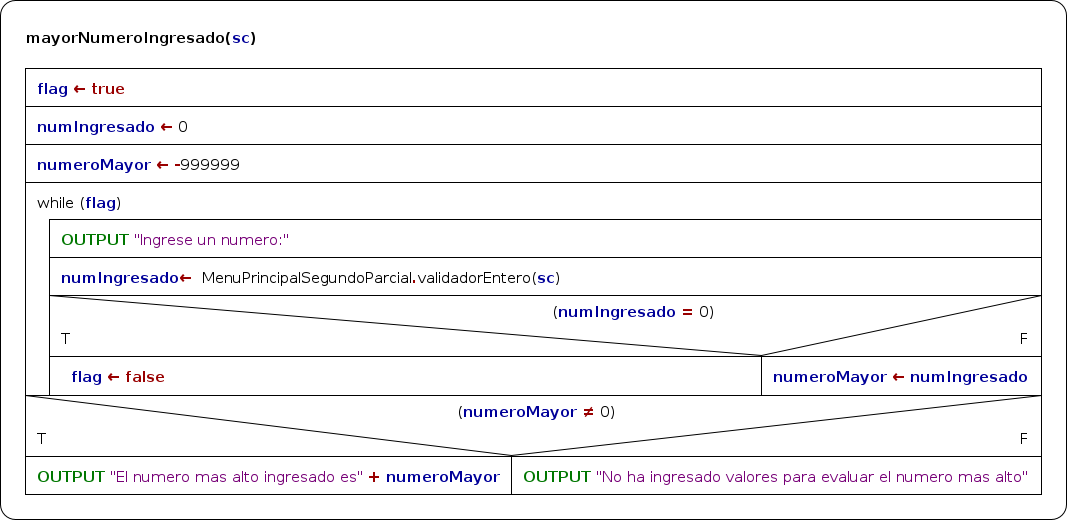 mayorNumeroIngresado(sc)
flag ← true
numIngresado ← 0
numeroMayor ← -999999
while (flag)
OUTPUT "Ingrese un numero:"
numIngresado← MenuPrincipalSegundoParcial.validadorEntero(sc)
(numIngresado = 0)
T F
flag ← false numeroMayor ← numIngresado
(numeroMayor ≠ 0)
T F
OUTPUT "El numero mas alto ingresado es" + numeroMayor OUTPUT "No ha ingresado valores para evaluar el numero mas alto"